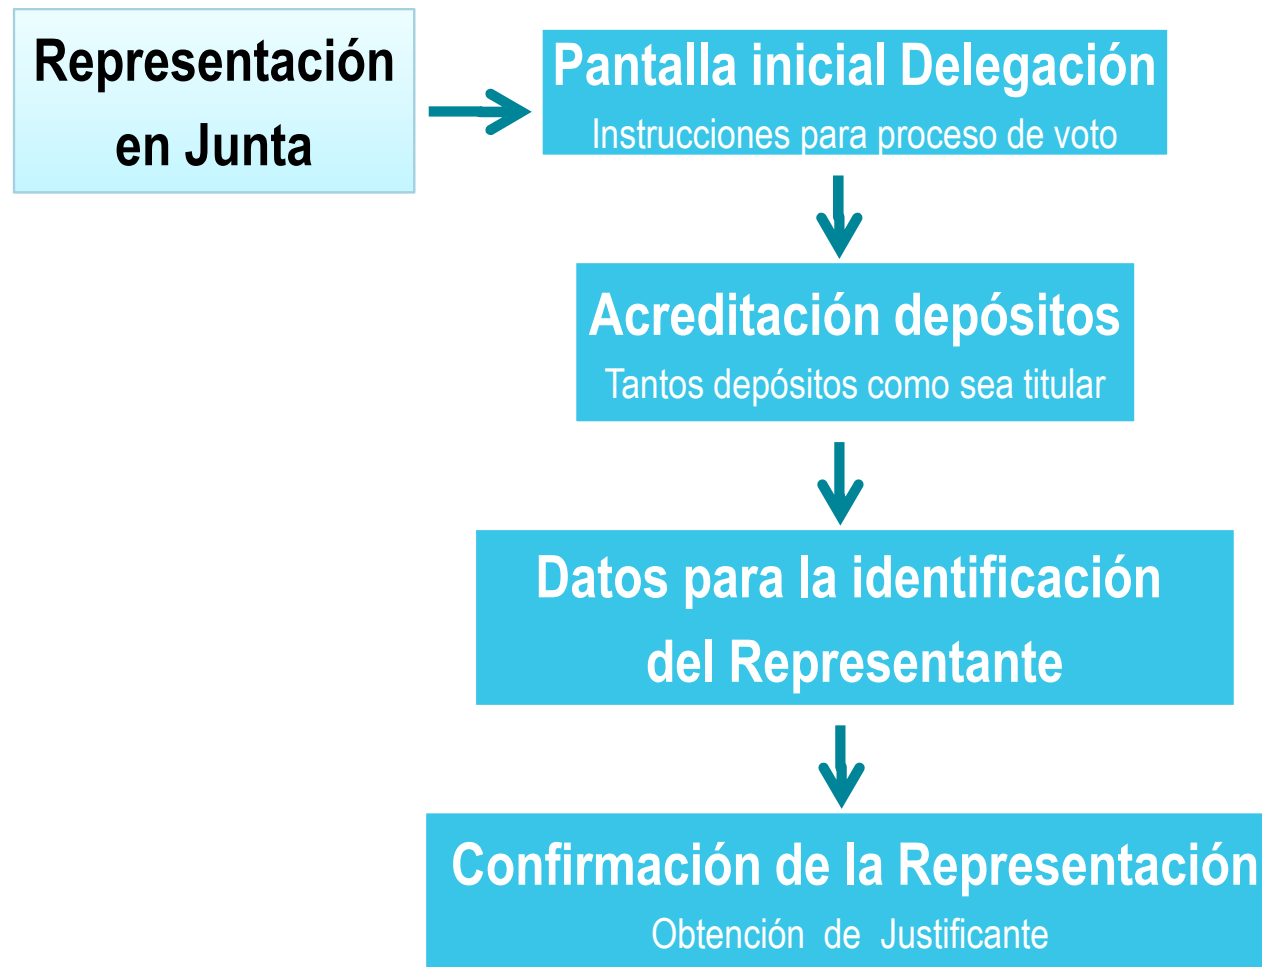 Representación
en Junta
Pantalla inicial Delegación
Instrucciones para proceso de voto
Acreditación depósitos
Tantos depósitos como sea titular
Datos para la identificación
del Representante
Confirmación de la Representación
Obtención de Justificante